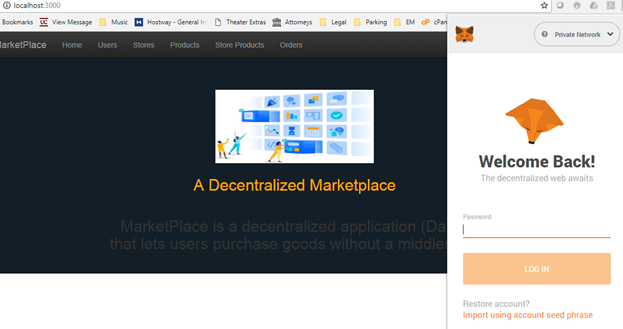 localhost:3000
Bookmarks View Message Music Hostway - General In Theater Extras Attorneys Legal Parking EM cPan
MarketPlace Home Users Stores Products Store Products Orders
Private Network
A Decentralized Marketplace
MarketPlace is a decentralized application (Da
that lets users purchase goods without a middler
Welcome Back!
The decentralized web awaits
Password
LOG IN
Restore account?
Import using account seed phrase